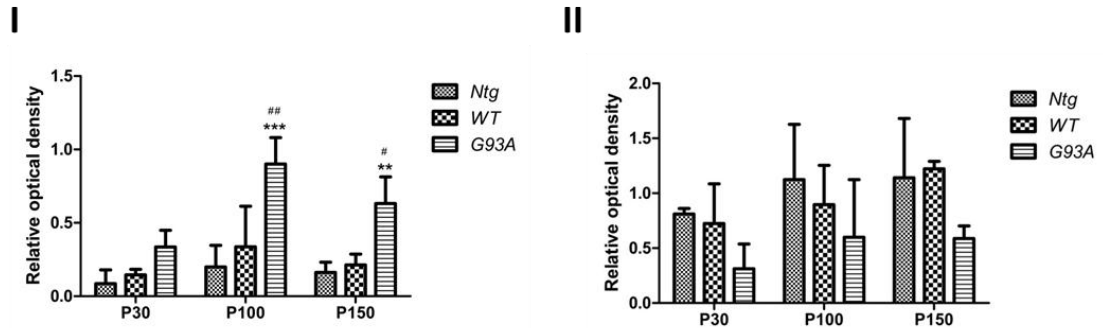 I
Relative optical density
1.5
1.0
0.5
0.0
##
***
#
**
P30
P100
P150
Ntg
WT
G93A
II
Relative optical density
2.0
1.5
1.0
0.5
0.0
P30
P100
P150
Ntg
WT
G93A